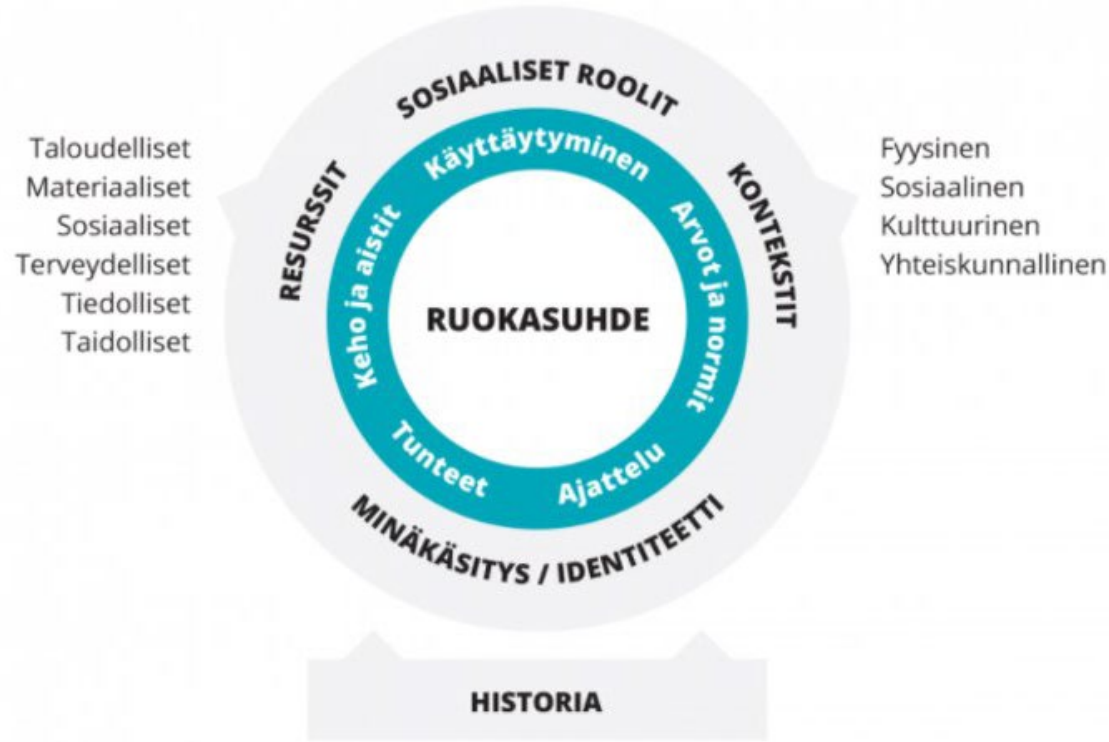 SOSIAALISET ROOLIT
Taloudelliset
Materiaaliset
Sosiaaliset
Terveydelliset
Tiedolliset
Taidolliset
RESURSSIT
KONTEKSTIT
Fyysinen
Sosiaalinen
Kulttuurinen
Yhteiskunnallinen
Käyttäytyminen
Keho ja aistit
Arvot ja normit
RUOKASUHDE
Tunteet
Ajattelu
MINÄKÄSITYS / IDENTITEETTI
HISTORIA